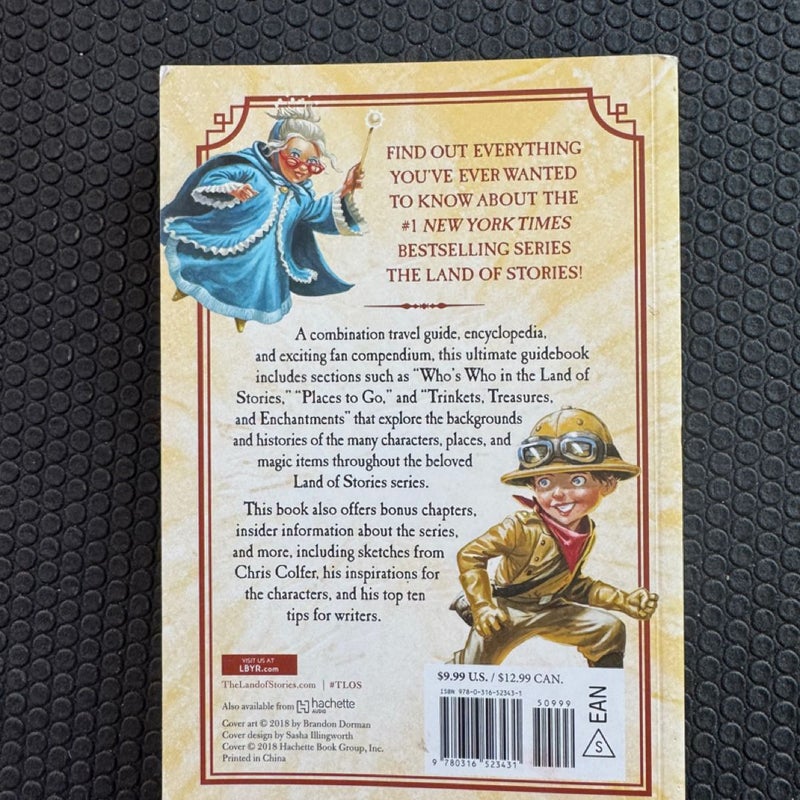 FIND OUT EVERYTHING
YOU'VE EVER WANTED
TO KNOW ABOUT THE
#1 NEW YORK TIMES
BESTSELLING SERIES
THE LAND OF STORIES!
A combination travel guide, encyclopedia,
and exciting fan compendium, this ultimate guidebook
includes sections such as “Who’s Who in the Land of
Stories,” “Places to Go,” and “Trinkets, Treasures,
and Enchantments” that explore the backgrounds
and histories of the many characters, places, and
magic items throughout the beloved
Land of Stories series.
This book also offers bonus chapters,
insider information about the series,
and more, including sketches from
Chris Colfer, his inspirations for
the characters, and his top ten
tips for writers.
VISIT US AT
LBYR.com
TheLandofStories.com | #TLOS
Also available from hachette
AUDIO
Cover art © 2018 by Brandon Dorman
Cover design by Sasha Illingworth
Cover © 2018 Hachette Book Group, Inc.
Printed in China
$9.99 U.S. / $12.99 CAN.
ISBN 978-0-316-52343-1
50999
9 780316 523431
S EAN